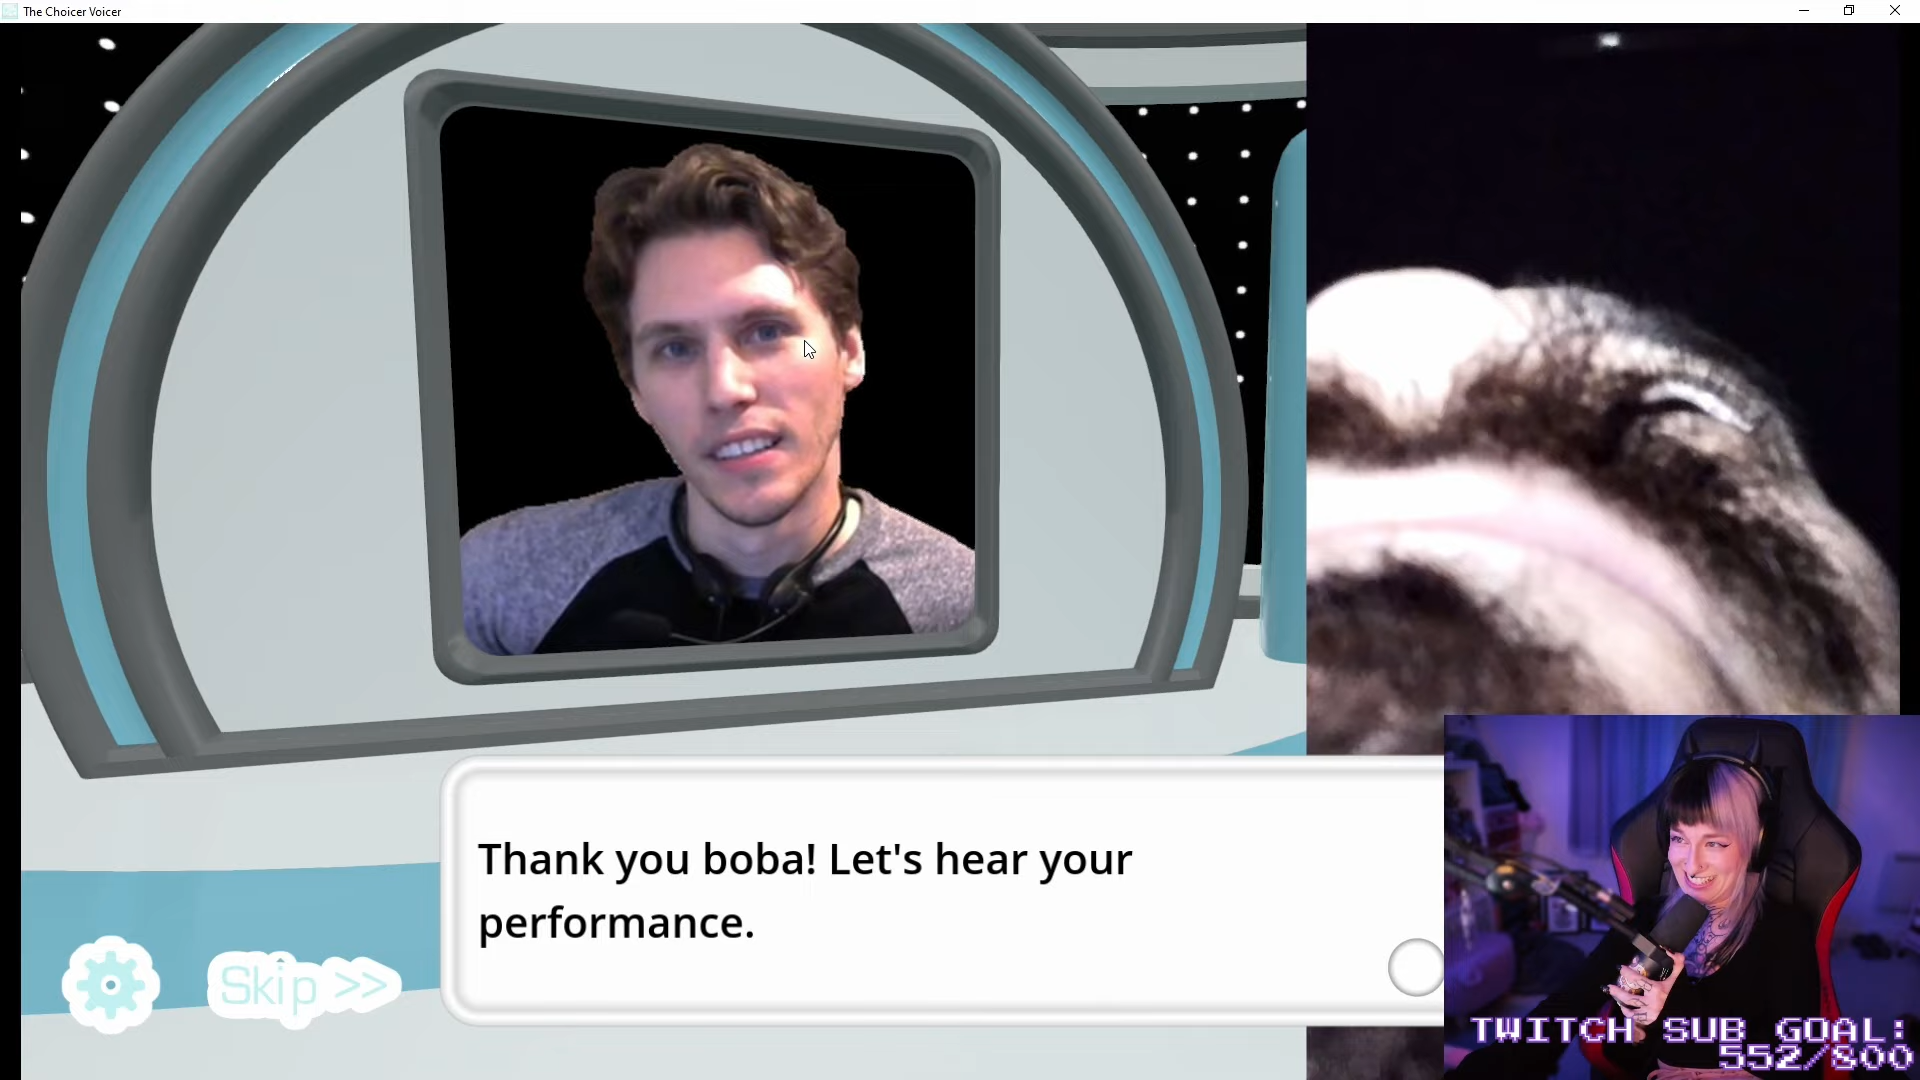 The Choicer Voicer
Thank you boba! Let's hear your
performance.
Skip >>
TWITCH SUB GOAL:
552/800